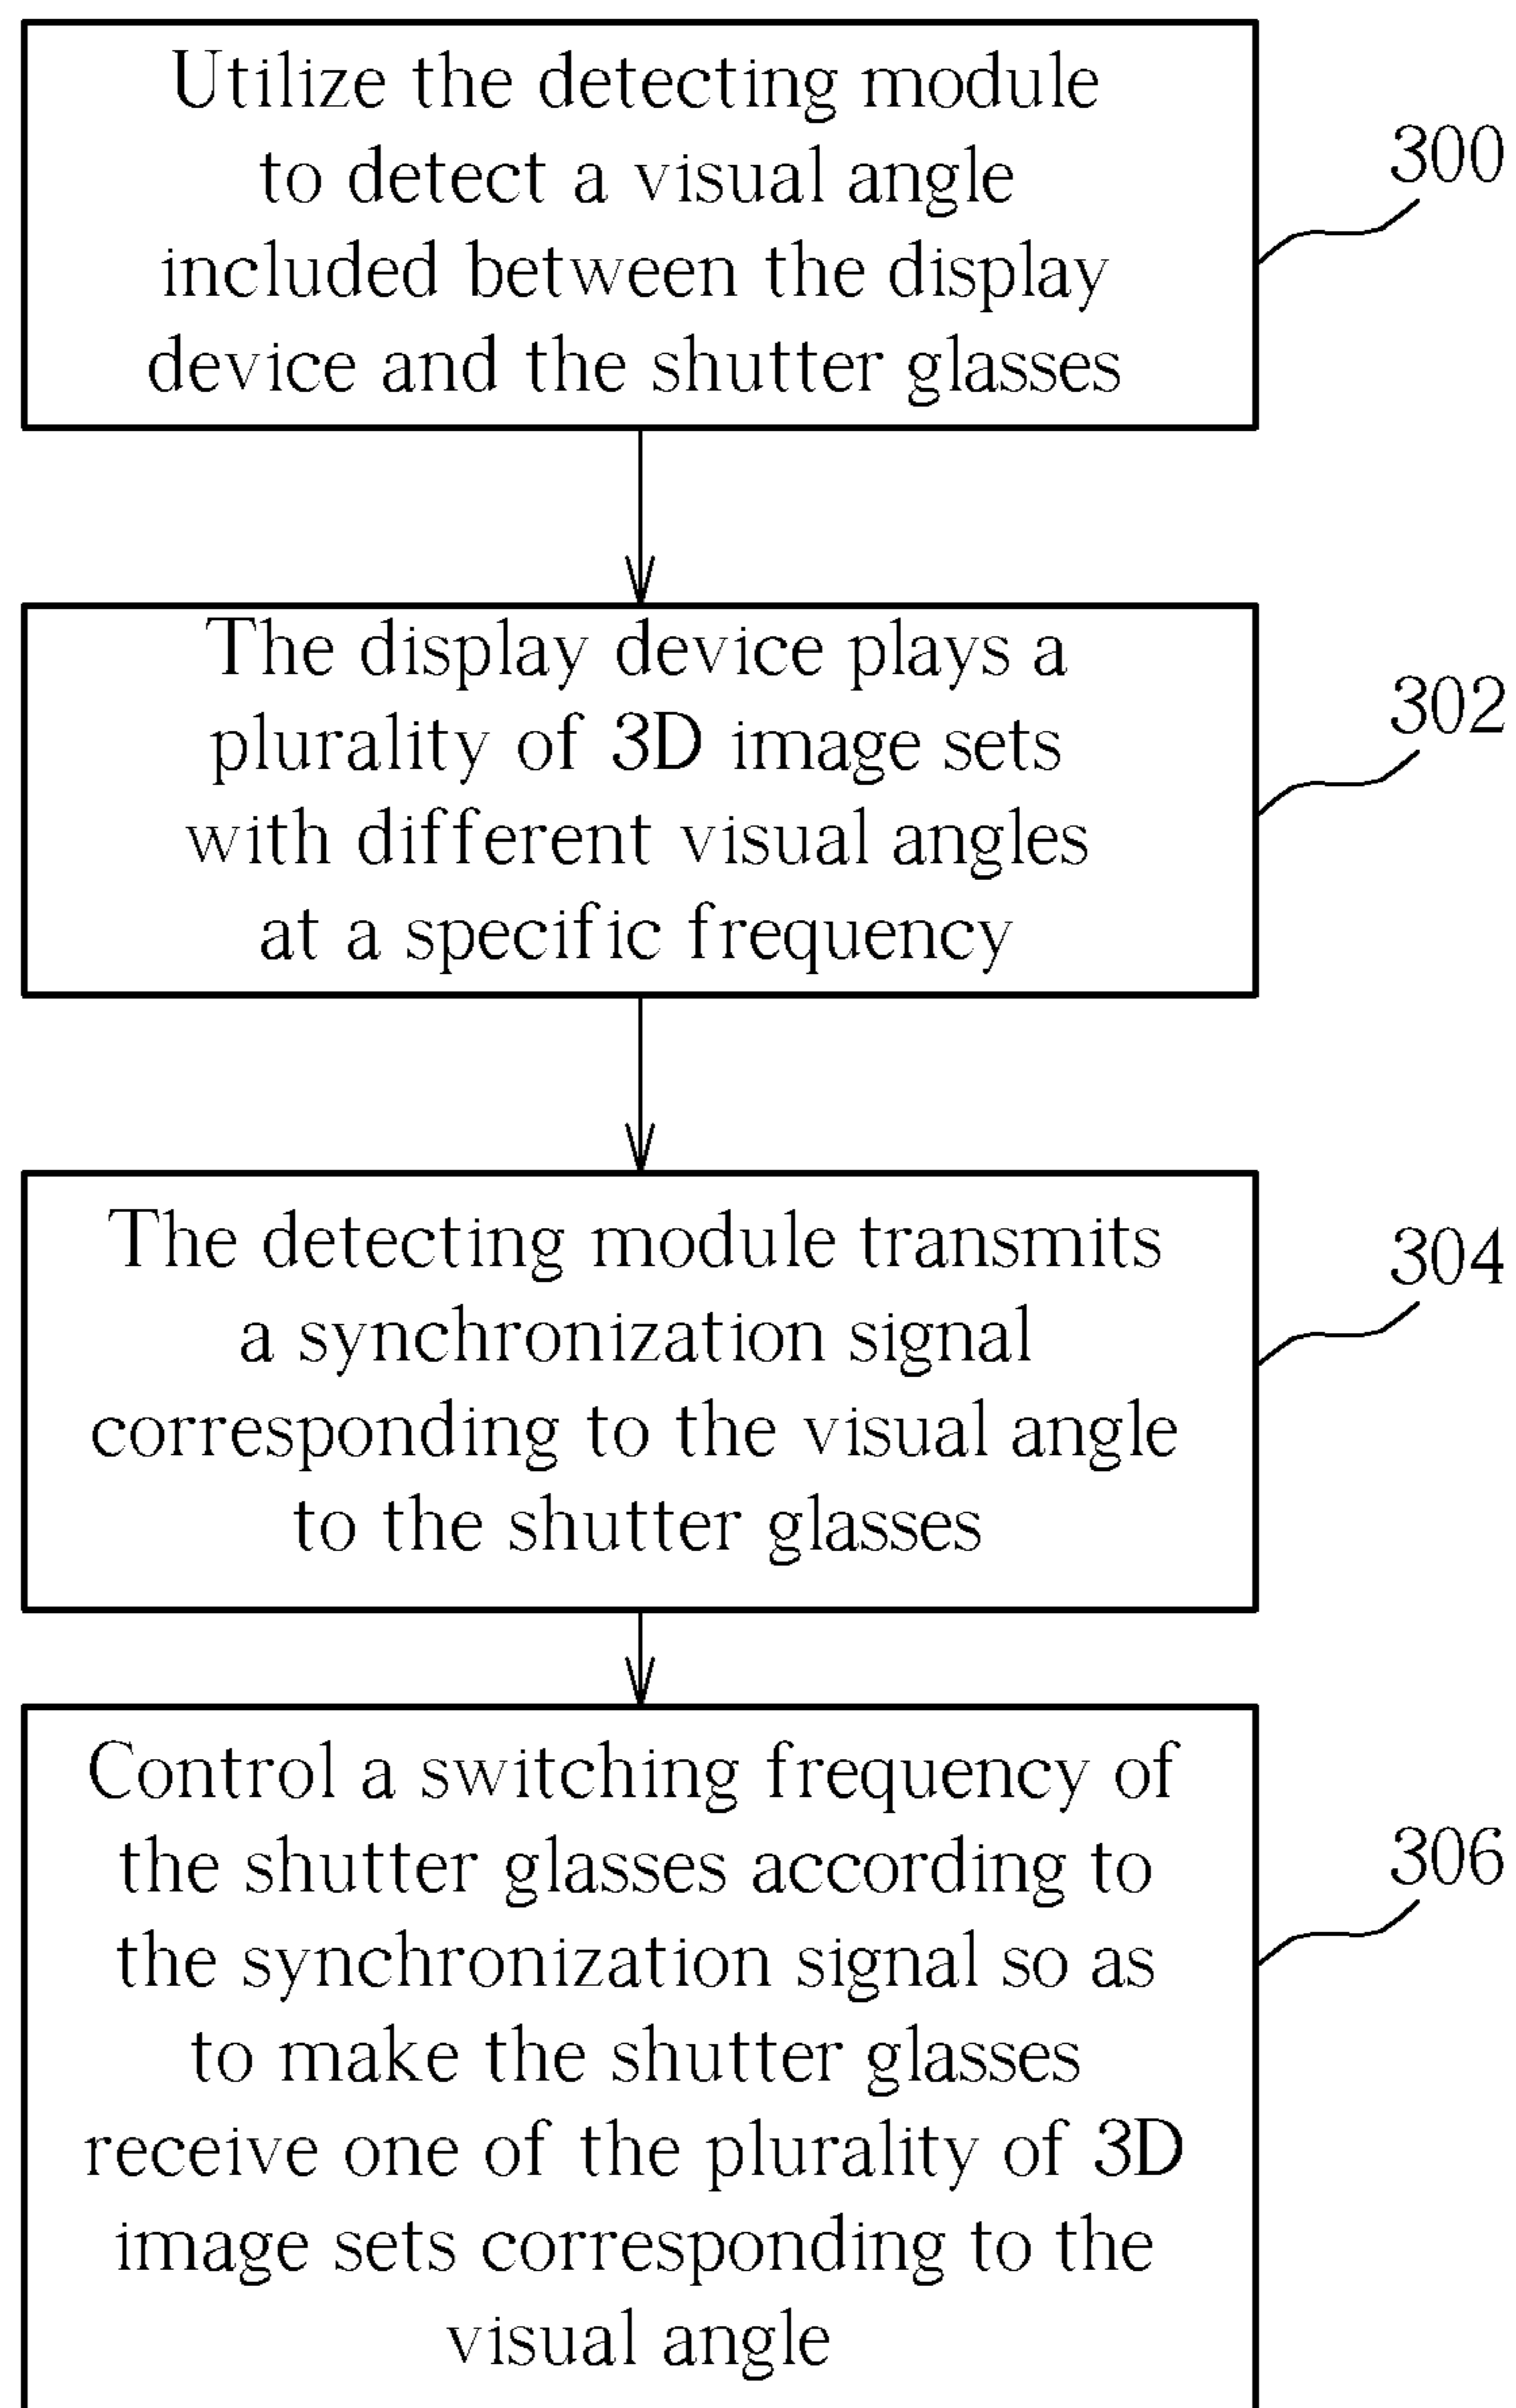 Utilize the detecting module
to detect a visual angle
included between the display
device and the shutter glasses
300
The display device plays a
plurality of 3D image sets
with different visual angles
at a specific frequency
302
The detecting module transmits
a synchronization signal
corresponding to the visual angle
to the shutter glasses
304
Control a switching frequency of
the shutter glasses according to
the synchronization signal so as
to make the shutter glasses
receive one of the plurality of 3D
image sets corresponding to the
visual angle
306